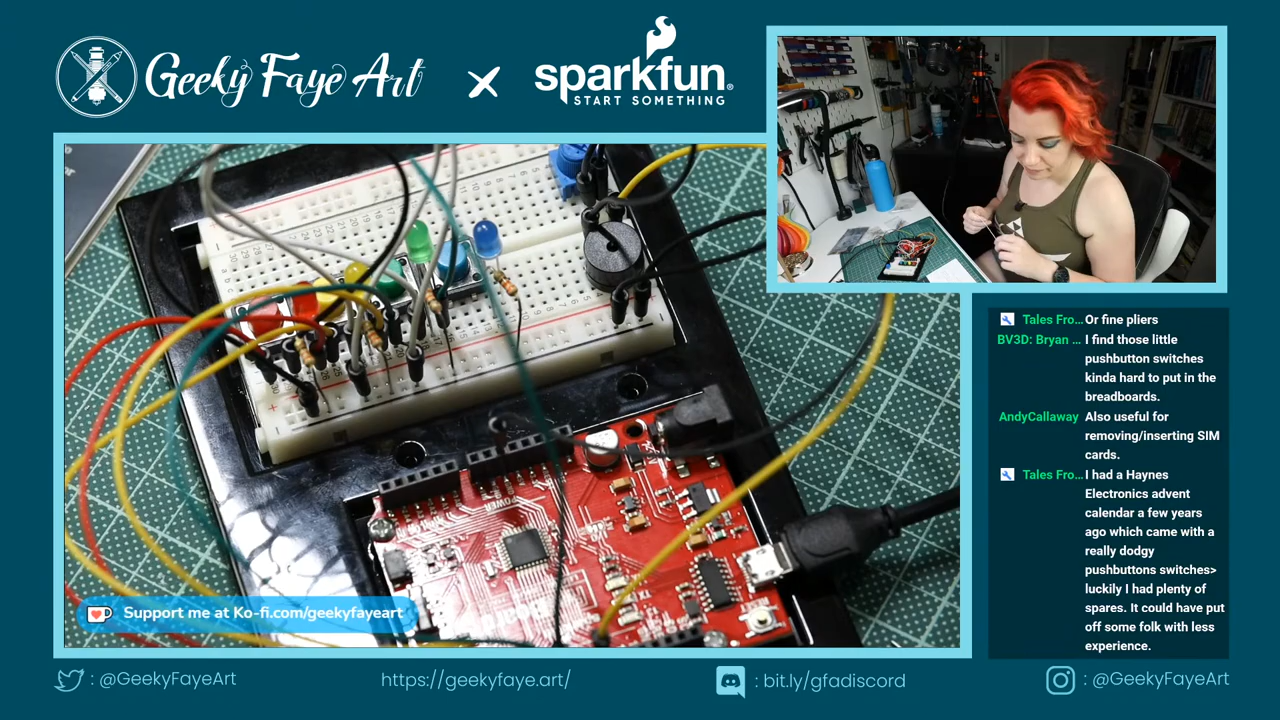 Geeky Faye Art
sparkfun®
START SOMETHING
POWER
Support me at Ko-fi.com/geekyfayeart
Tales Fro... Or fine pliers
BV3D: Bryan ... I find those little
pushbutton switches
kinda hard to put in the
breadboards.
AndyCallaway Also useful for
removing/inserting SIM
cards.
Tales Fro... I had a Haynes
Electronics advent
calendar a few years
ago which came with a
really dodgy
pushbuttons switches>
luckily I had plenty of
spares. It could have put
off some folk with less
experience.
: @GeekyFayeArt
https://geekyfaye.art/
: bit.ly/gfadiscord
: @GeekyFayeArt